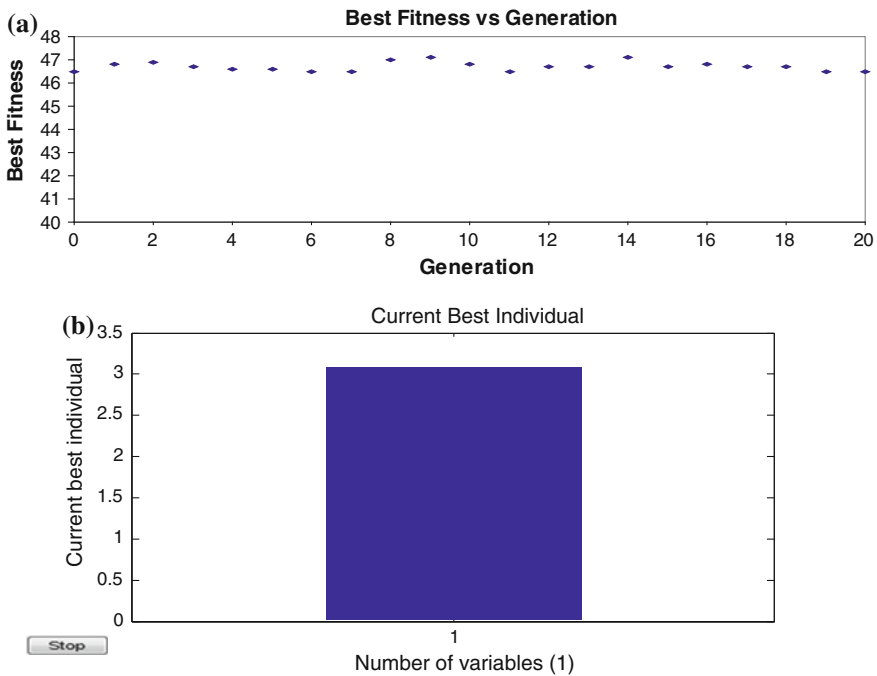 (a)
Best Fitness vs Generation
48
47
46
45
44
43
42
41
40
Best Fitness
0 2 4 6 8 10 12 14 16 18 20
Generation
(b)
Current Best Individual
3.5
3
2.5
2
1.5
1
0.5
0
Current best individual
1
Number of variables (1)
Stop